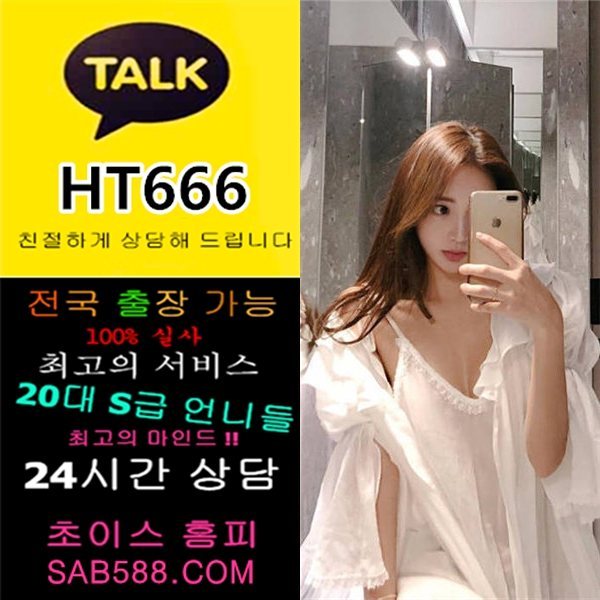 TALK
HT666
친절하게 상당해 드립니다
전국 출장 가능
100% 실사
최고의 서비스
20대 S급 언니들
최고의 마인드 !!
24시간 상담
초이스 홈피
SAB588.COM